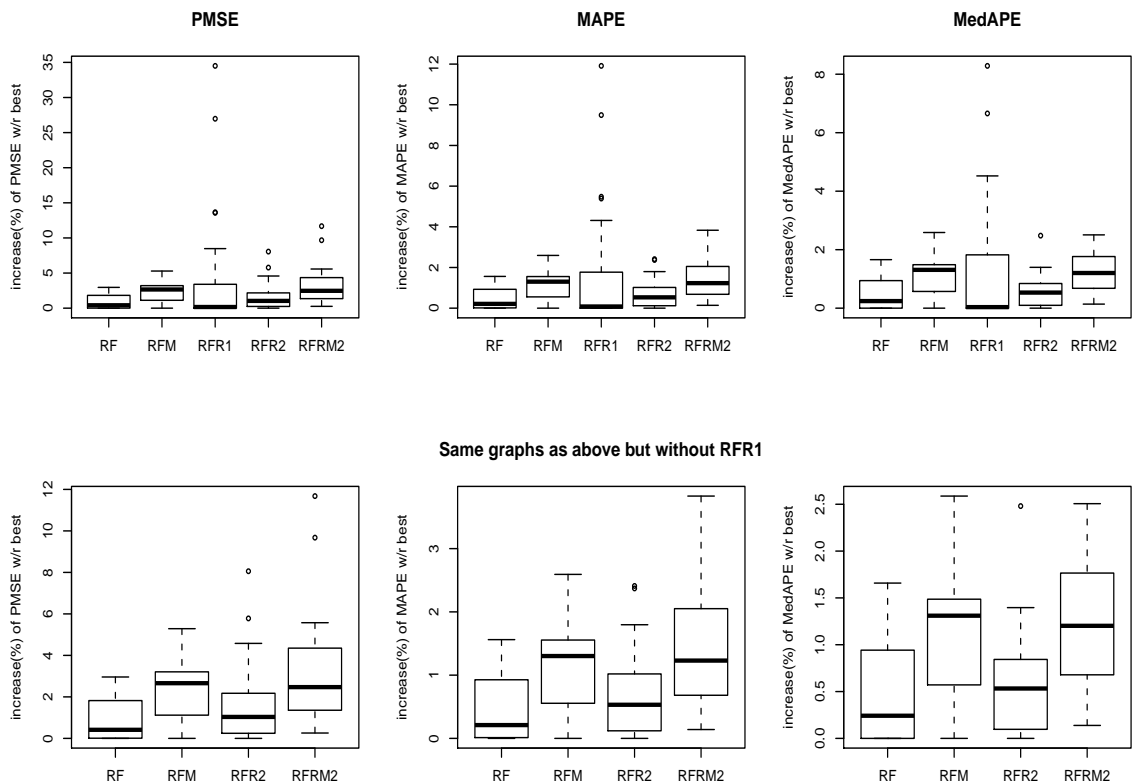 PMSE
increase(%) of PMSE w/r best
0 5 10 15 20 25 30 35
RF RFM RFR1 RFR2 RFRM2
MAPE
increase(%) of MAPE w/r best
0 2 4 6 8 10 12
RF RFM RFR1 RFR2 RFRM2
MedAPE
increase(%) of MedAPE w/r best
0 2 4 6 8
RF RFM RFR1 RFR2 RFRM2
Same graphs as above but without RFR1
increase(%) of PMSE w/r best
0 2 4 6 8 10 12
RF RFM RFR2 RFRM2
increase(%) of MAPE w/r best
0 1 2 3
RF RFM RFR2 RFRM2
increase(%) of MedAPE w/r best
0.0 0.5 1.0 1.5 2.0 2.5
RF RFM RFR2 RFRM2